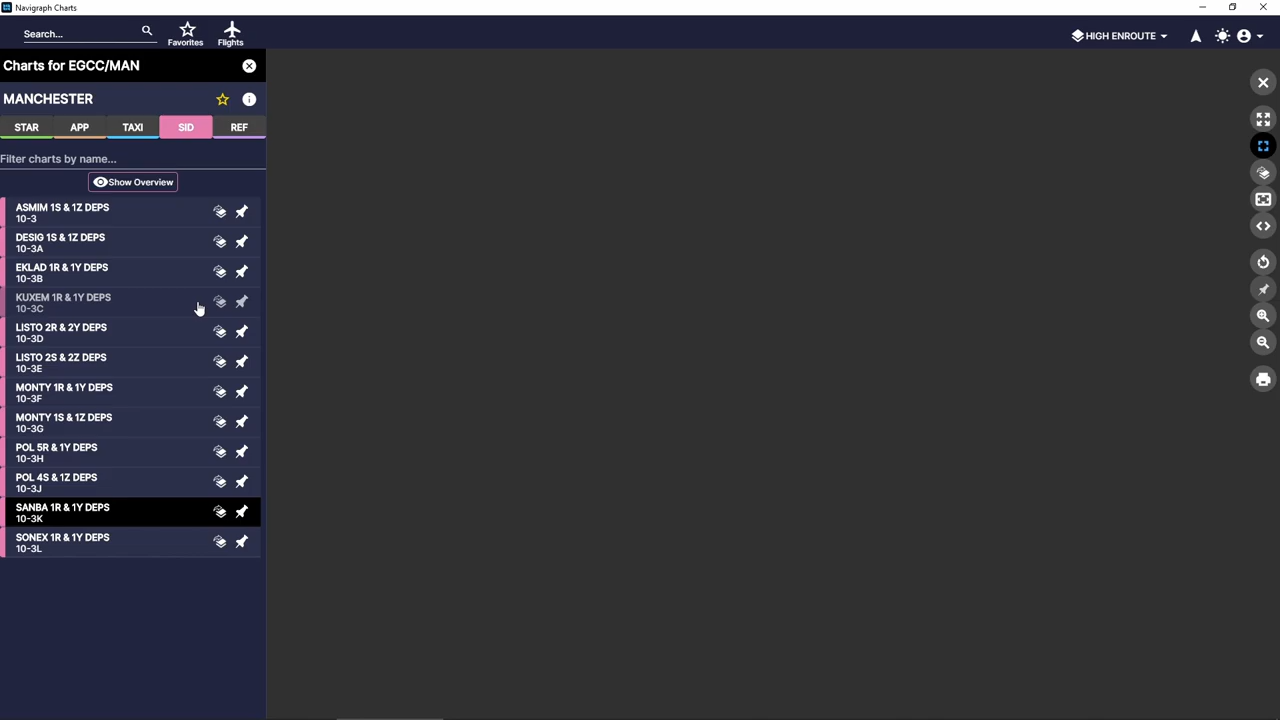 Navigraph Charts
Search...
Favorites
Flights
HIGH ENROUTE
Charts for EGCC/MAN
MANCHESTER
STAR
APP
TAXI
SID
REF
Filter charts by name...
Show Overview
ASMIM 1S & 1Z DEPS
10-3
DESIG 1S & 1Z DEPS
10-3A
EKLAD 1R & 1Y DEPS
10-3B
KUXEM 1R & 1Y DEPS
10-3C
LISTO 2R & 2Y DEPS
10-3D
LISTO 2S & 2Z DEPS
10-3E
MONTY 1R & 1Y DEPS
10-3F
MONTY 1S & 1Z DEPS
10-3G
POL 5R & 1Y DEPS
10-3H
POL 4S & 1Z DEPS
10-3J
SANBA 1R & 1Y DEPS
10-3K
SONEX 1R & 1Y DEPS
10-3L